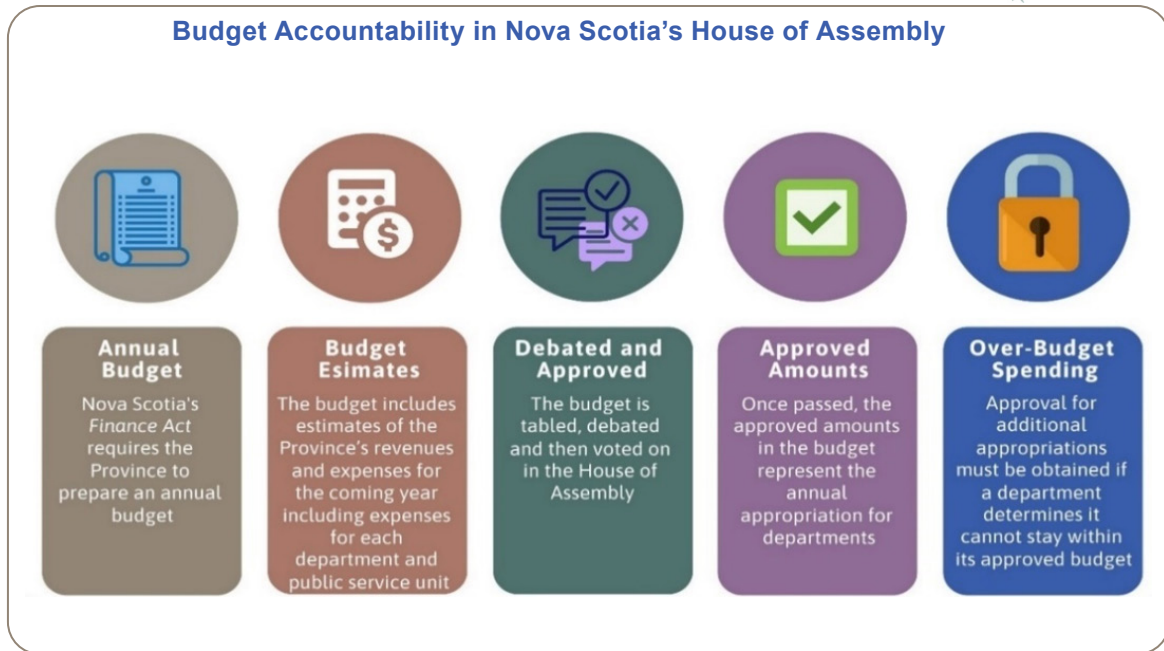 Budget Accountability in Nova Scotia’s House of Assembly
Annual
Budget
Nova Scotia's
Finance Act
requires the
Province to
prepare an annual
budget
Budget
Esimates
The budget includes
estimates of the
Province's revenues
and expenses for
the coming year
including expenses
for each
department and
public service unit
Debated and
Approved
The budget is
tabled, debated
and then voted on
in the House of
Assembly
Approved
Amounts
Once passed, the
approved amounts
in the budget
represent the
annual
appropriation for
departments
Over-Budget
Spending
Approval for
additional
appropriations
must be obtained if
a department
determines it
cannot stay within
its approved budget